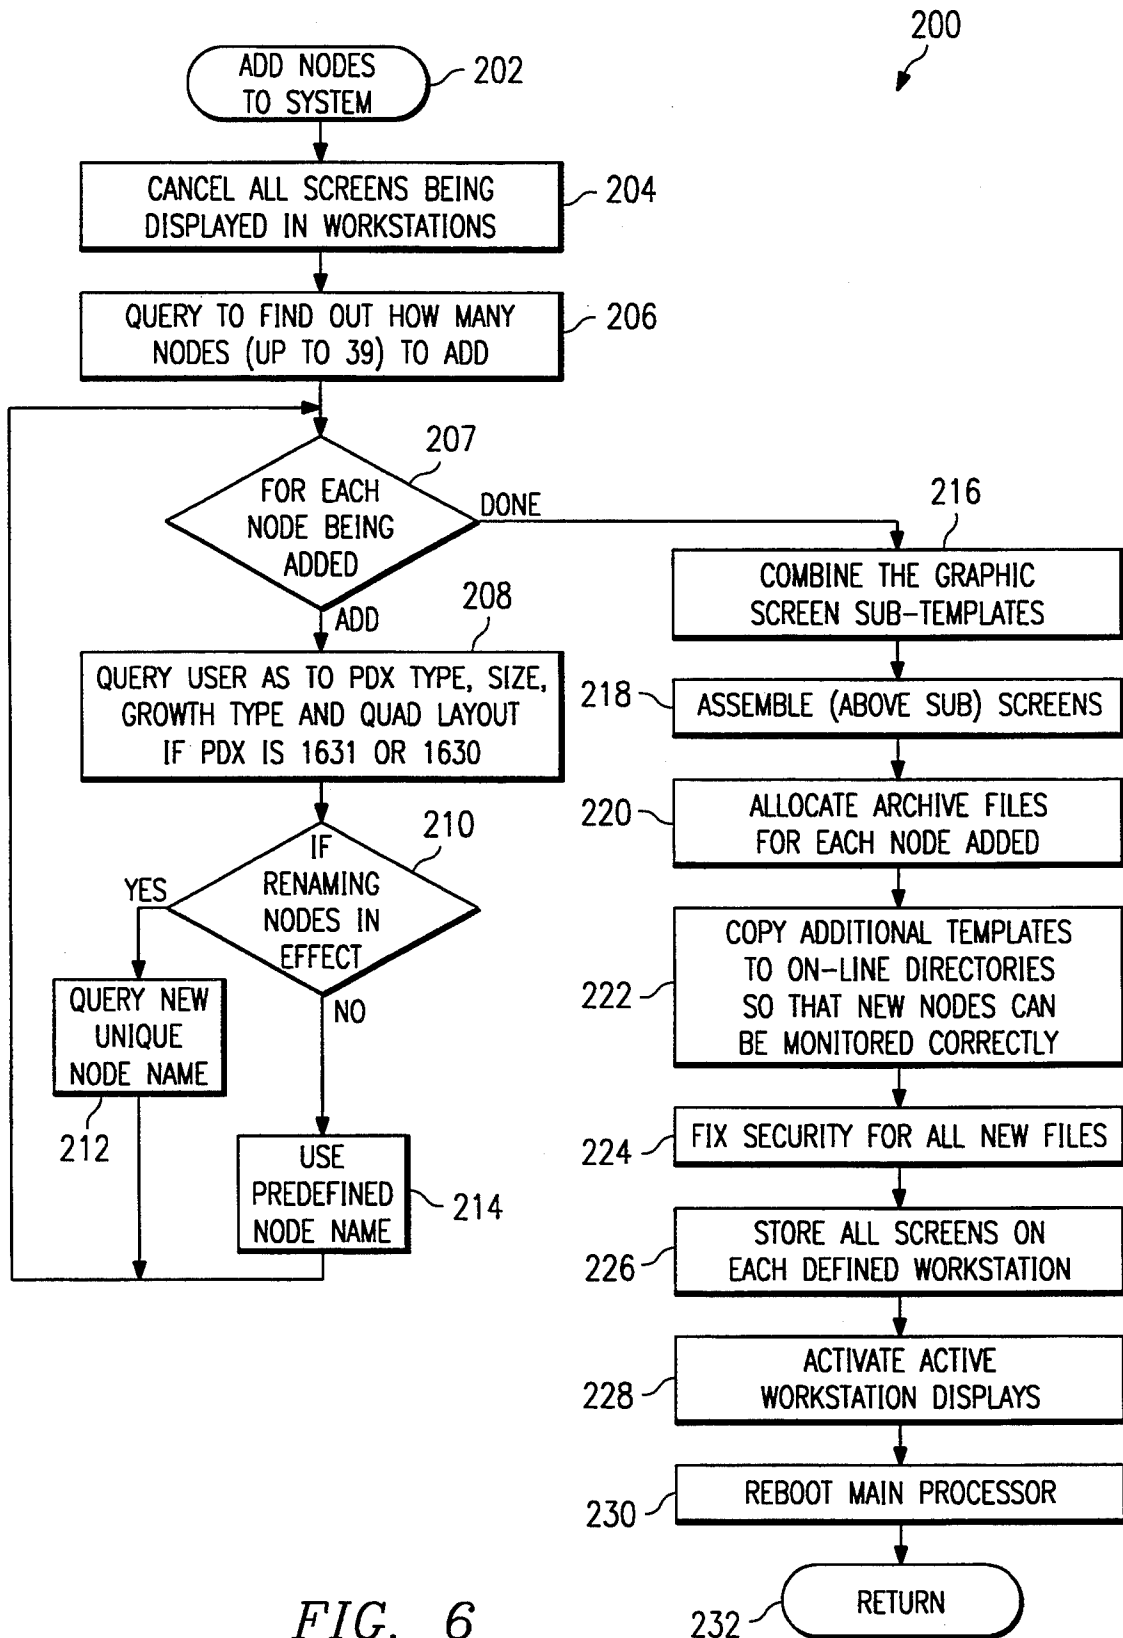 200
ADD NODES
TO SYSTEM
202
CANCEL ALL SCREENS BEING
DISPLAYED IN WORKSTATIONS
204
QUERY TO FIND OUT HOW MANY
NODES (UP TO 39) TO ADD
206
207
FOR EACH
NODE BEING
ADDED
DONE
ADD
208
QUERY USER AS TO PDX TYPE, SIZE,
GROWTH TYPE AND QUAD LAYOUT
IF PDX IS 1631 OR 1630
210
IF
RENAMING
NODES IN
EFFECT
YES
NO
QUERY NEW
UNIQUE
NODE NAME
212
USE
PREDEFINED
NODE NAME
214
216
COMBINE THE GRAPHIC
SCREEN SUB-TEMPLATES
218
ASSEMBLE (ABOVE SUB) SCREENS
220
ALLOCATE ARCHIVE FILES
FOR EACH NODE ADDED
222
COPY ADDITIONAL TEMPLATES
TO ON-LINE DIRECTORIES
SO THAT NEW NODES CAN
BE MONITORED CORRECTLY
224
FIX SECURITY FOR ALL NEW FILES
226
STORE ALL SCREENS ON
EACH DEFINED WORKSTATION
228
ACTIVATE ACTIVE
WORKSTATION DISPLAYS
230
REBOOT MAIN PROCESSOR
232
RETURN
FIG. 6